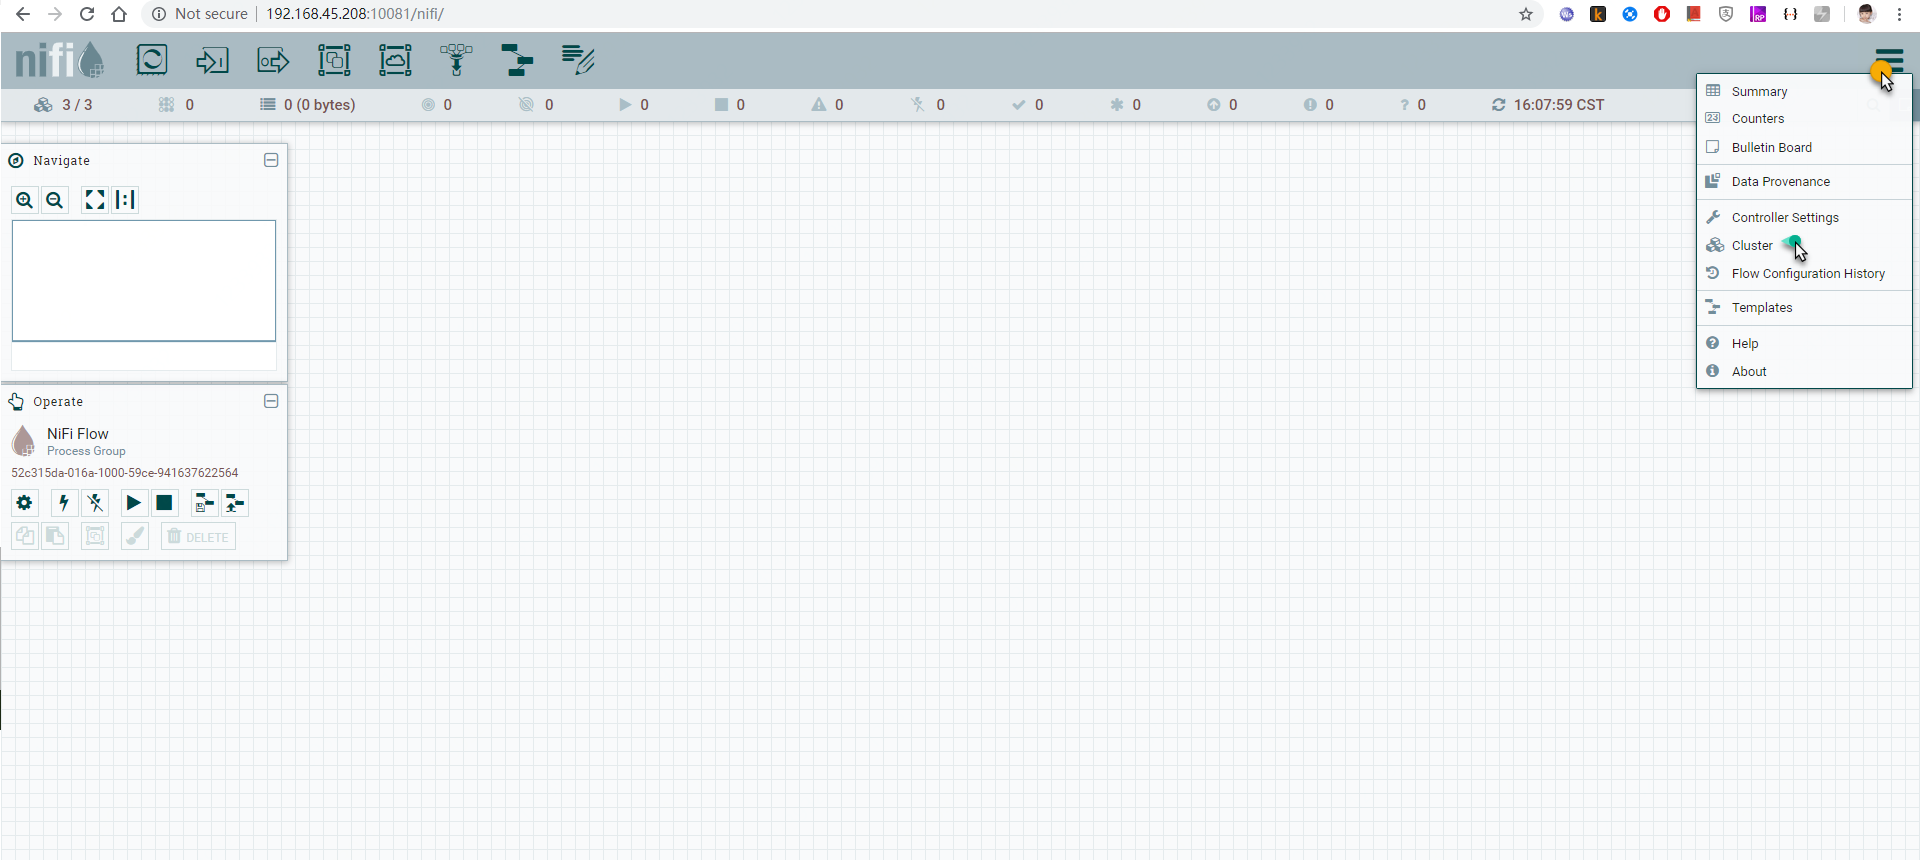 Not secure | 192.168.45.208:10081/nifi/
nifi
3 / 3 0 0 (0 bytes) 0 0 0 0 0 0 0 0 0 0 ? 0 16:07:59 CST
Navigate
Operate
NiFi Flow
Process Group
52c315da-016a-1000-59ce-941637622564
DELETE
Summary
Counters
Bulletin Board
Data Provenance
Controller Settings
Cluster
Flow Configuration History
Templates
Help
About